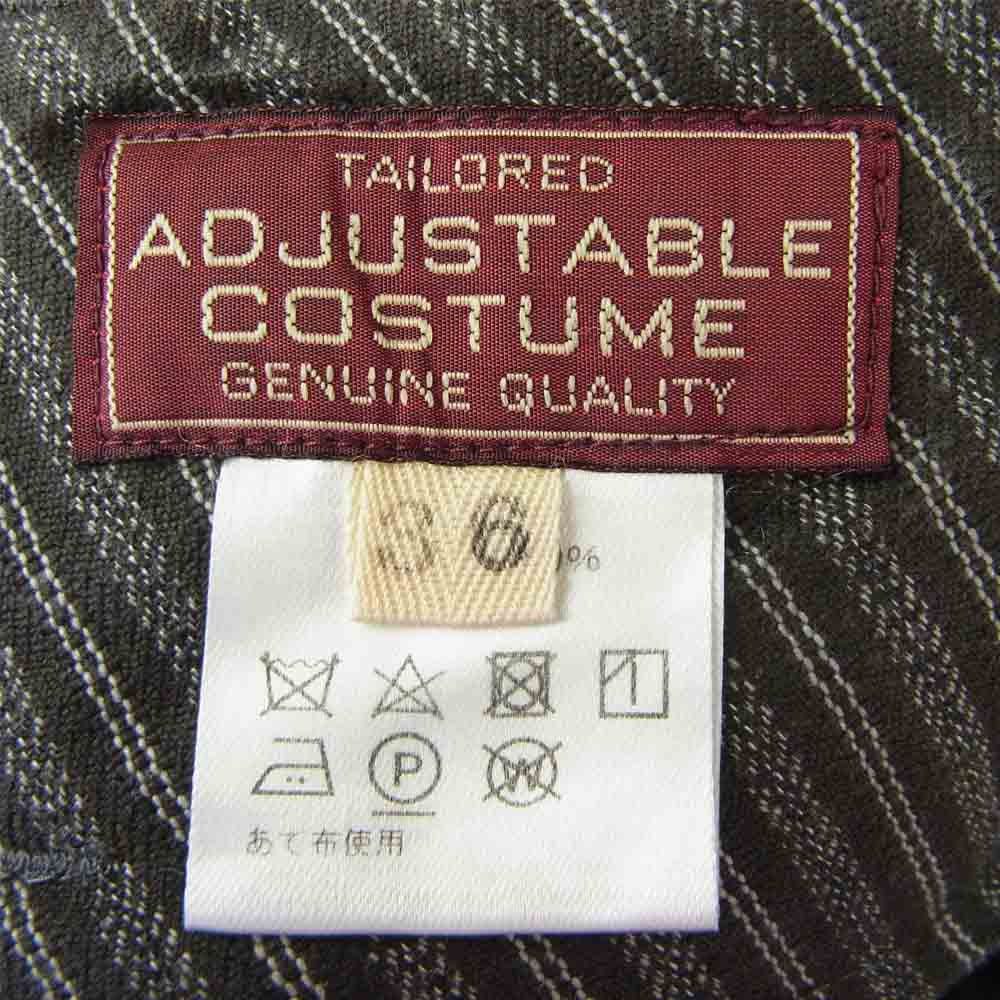 TAILORED
ADJUSTABLE
COSTUME
GENUINE QUALITY
36
%
P
W
あて布使用